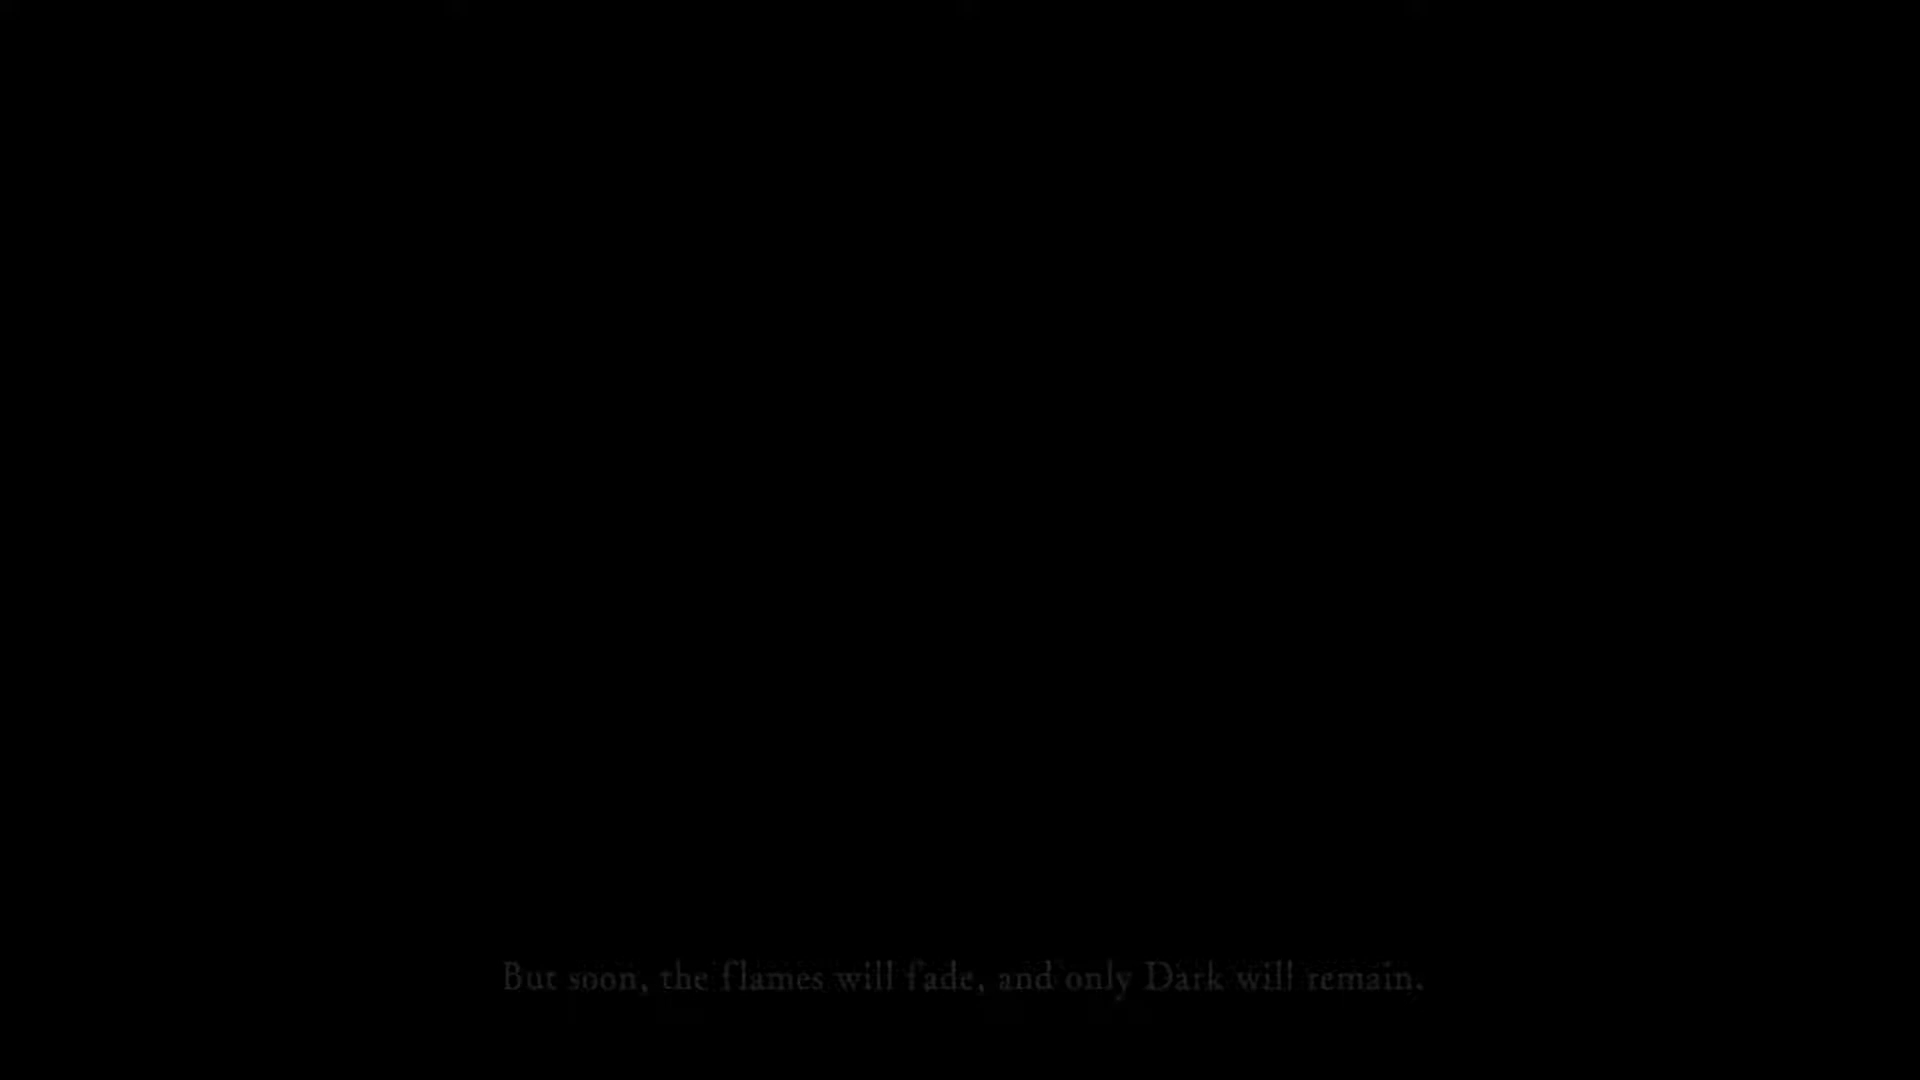 But soon, the flames will fade, and only Dark will remain.